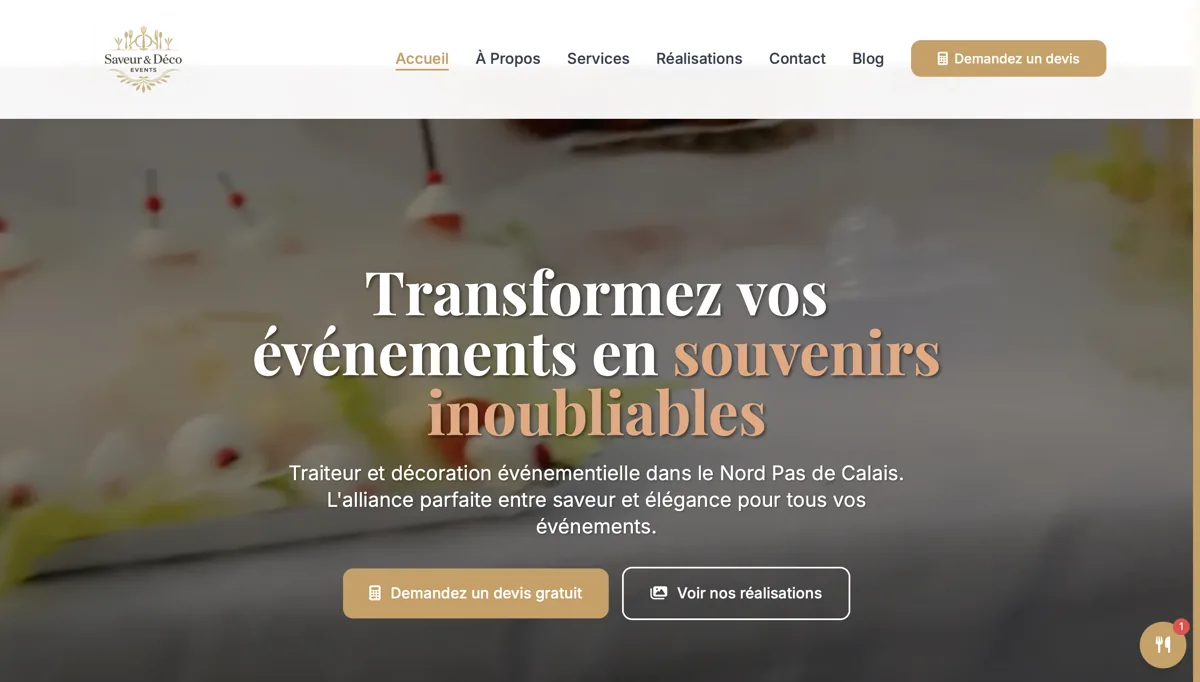 Saveur & Déco
EVENTS
Accueil
À Propos
Services
Réalisations
Contact
Blog
Demandez un devis
Transformez vos
événements en souvenirs
inoubliables
Traiteur et décoration événementielle dans le Nord Pas de Calais.
L'alliance parfaite entre saveur et élégance pour tous vos
événements.
Demandez un devis gratuit
Voir nos réalisations
1